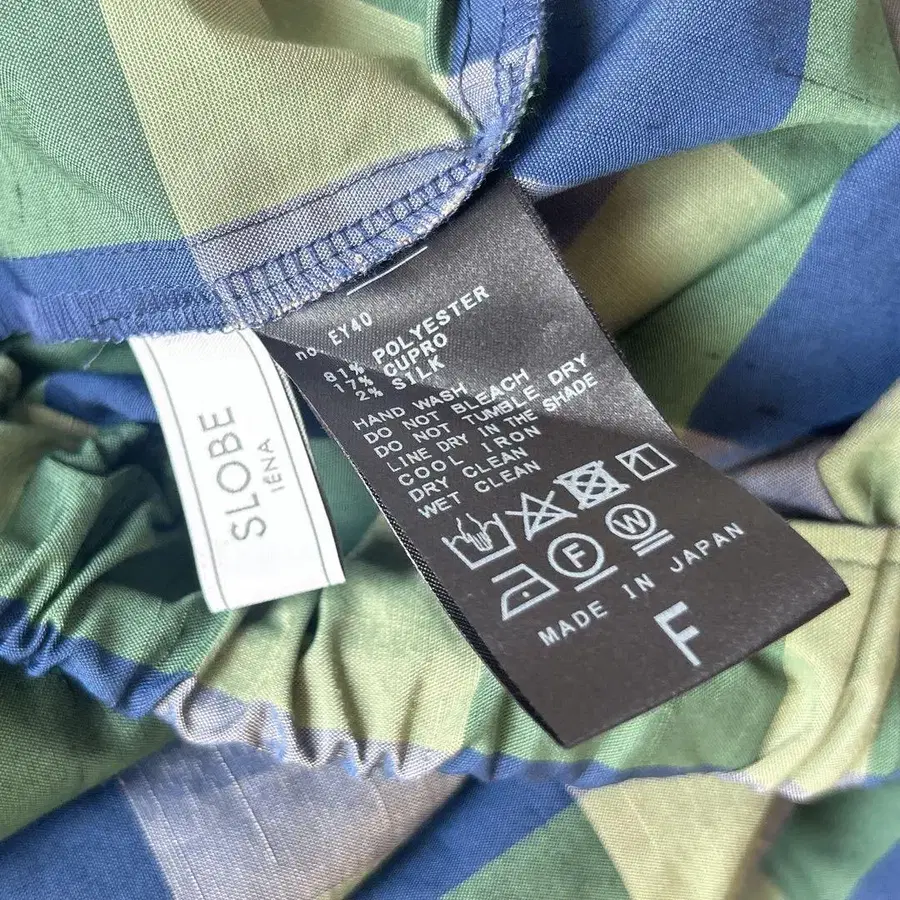 SLOBE
IÉNA
no. EY40
81% POLYESTER
17% CUPRO
2% SILK
HAND WASH
DO NOT BLEACH
DO NOT TUMBLE DRY
LINE DRY IN THE SHADE
COOL IRON
DRY CLEAN
WET CLEAN
1
F W
MADE IN JAPAN
F